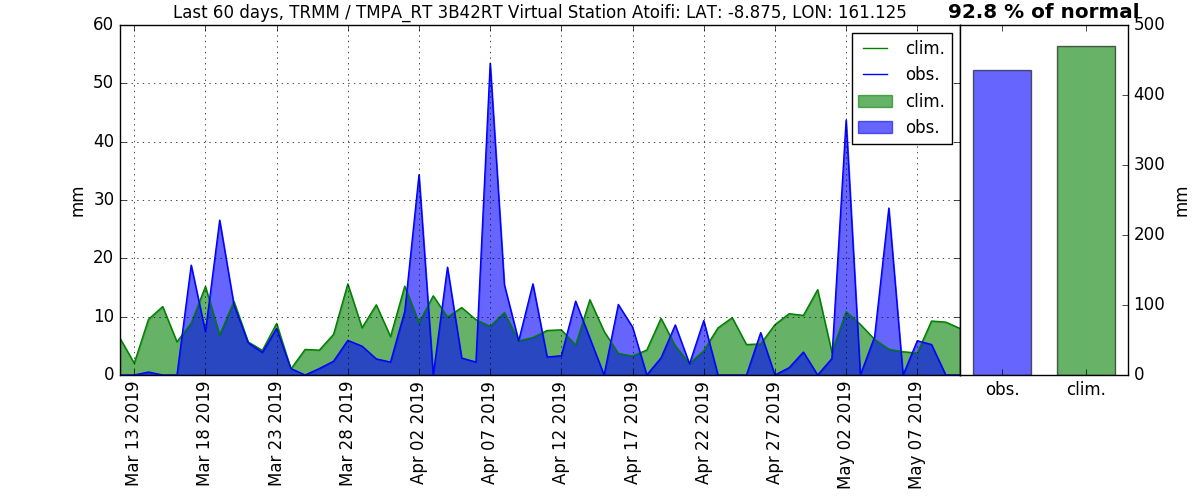 Last 60 days, TRMM / TMPA_RT 3B42RT Virtual Station Atoifi: LAT: -8.875, LON: 161.125
92.8 % of normal
60
50
40
30
20
10
0
mm
clim.
obs.
clim.
obs.
500
400
300
200
100
0
mm
obs.
clim.
Mar 13 2019
Mar 18 2019
Mar 23 2019
Mar 28 2019
Apr 02 2019
Apr 07 2019
Apr 12 2019
Apr 17 2019
Apr 22 2019
Apr 27 2019
May 02 2019
May 07 2019